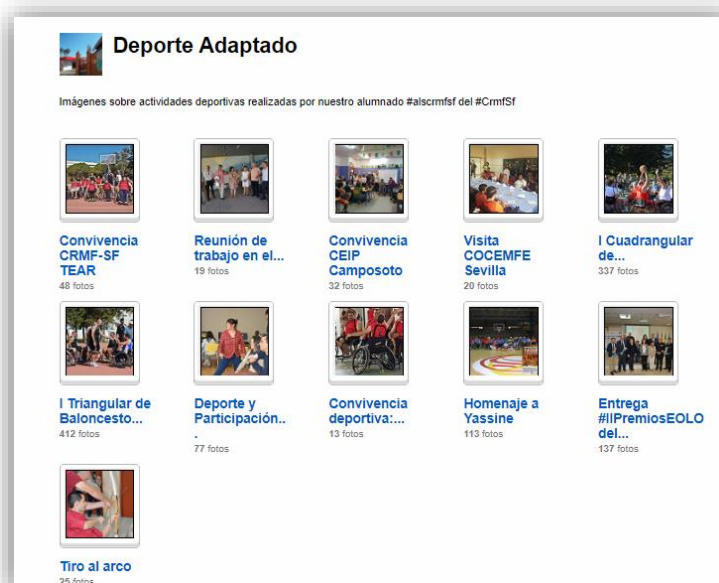 Deporte Adaptado
Imágenes sobre actividades deportivas realizadas por nuestro alumnado #alscrmfsf del #CrmfSf
Convivencia
CRMF-SF
TEAR
48 fotos
Reunión de
trabajo en el...
19 fotos
Convivencia
CEIP
Camposoto
32 fotos
Visita
COCEMFE
Sevilla
20 fotos
I Cuadrangular
de...
337 fotos
I Triangular de
Baloncesto...
412 fotos
Deporte y
Participación..
.
77 fotos
Convivencia
deportiva:...
13 fotos
Homenaje a
Yassine
113 fotos
Entrega
#IIPremiosEOLO
del...
137 fotos
Tiro al arco
25 fotos